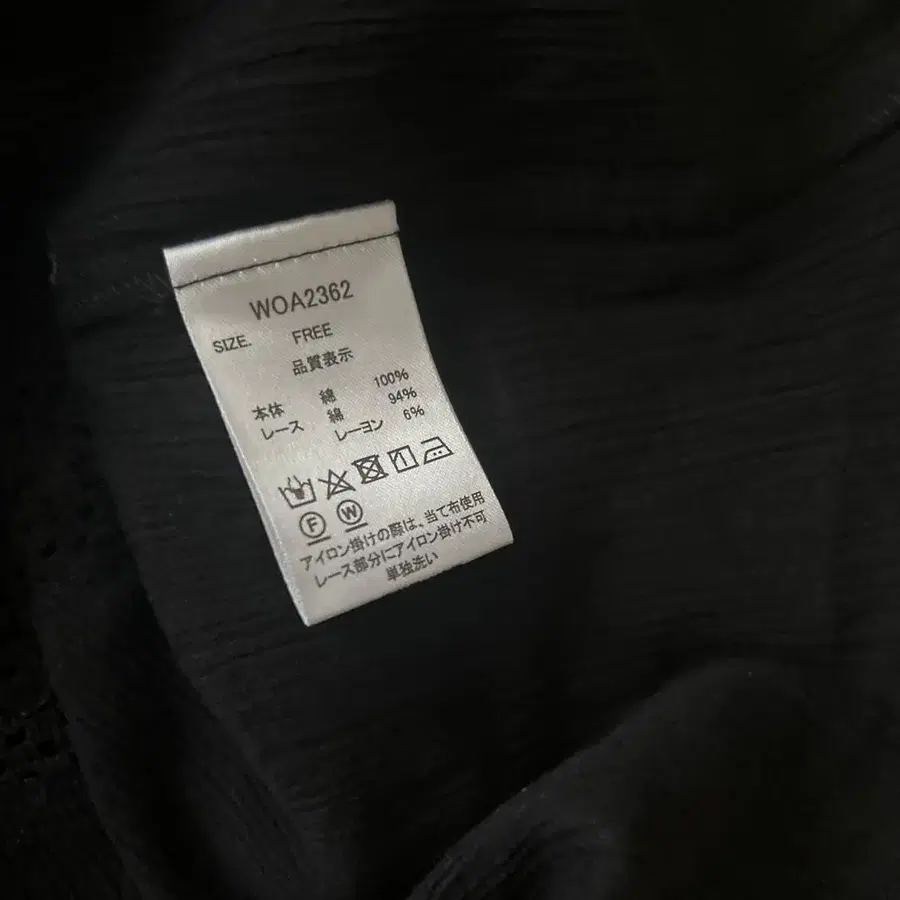 WOA2362
SIZE. FREE
品質表示
本体 綿 100%
レース 綿 94%
レーヨン 6%
F W
アイロン掛けの際は、当て布使用
レース部分にアイロン掛け不可
単独洗い